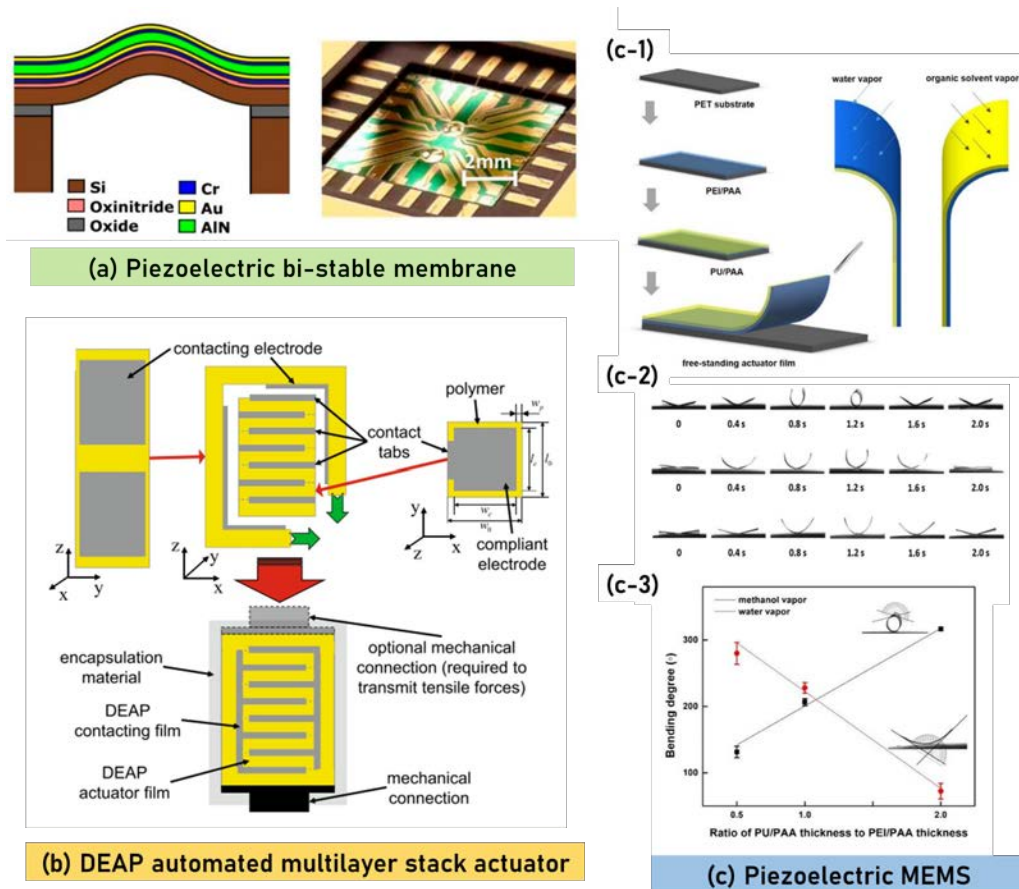 Si
Oxinitride
Oxide
Cr
Au
AlN
2mm
(a) Piezoelectric bi-stable membrane
contacting electrode
polymer
contact
tabs
compliant
electrode
w_p
l_e
l_0
w_e
w_0
z
x
y
z
y
x
y
z
x
encapsulation
material
optional mechanical
connection (required to
transmit tensile forces)
DEAP
contacting film
DEAP
actuator film
mechanical
connection
(b) DEAP automated multilayer stack actuator
(c-1)
PET substrate
PEI/PAA
PU/PAA
free-standing actuator film
water vapor
organic solvent vapor
(c-2)
0 0.4 s 0.8 s 1.2 s 1.6 s 2.0 s
0 0.4 s 0.8 s 1.2 s 1.6 s 2.0 s
0 0.4 s 0.8 s 1.2 s 1.6 s 2.0 s
(c-3)
methanol vapor
water vapor
300
200
100
Bending degree (°)
0.5 1.0 2.0
Ratio of PU/PAA thickness to PEI/PAA thickness
(c) Piezoelectric MEMS